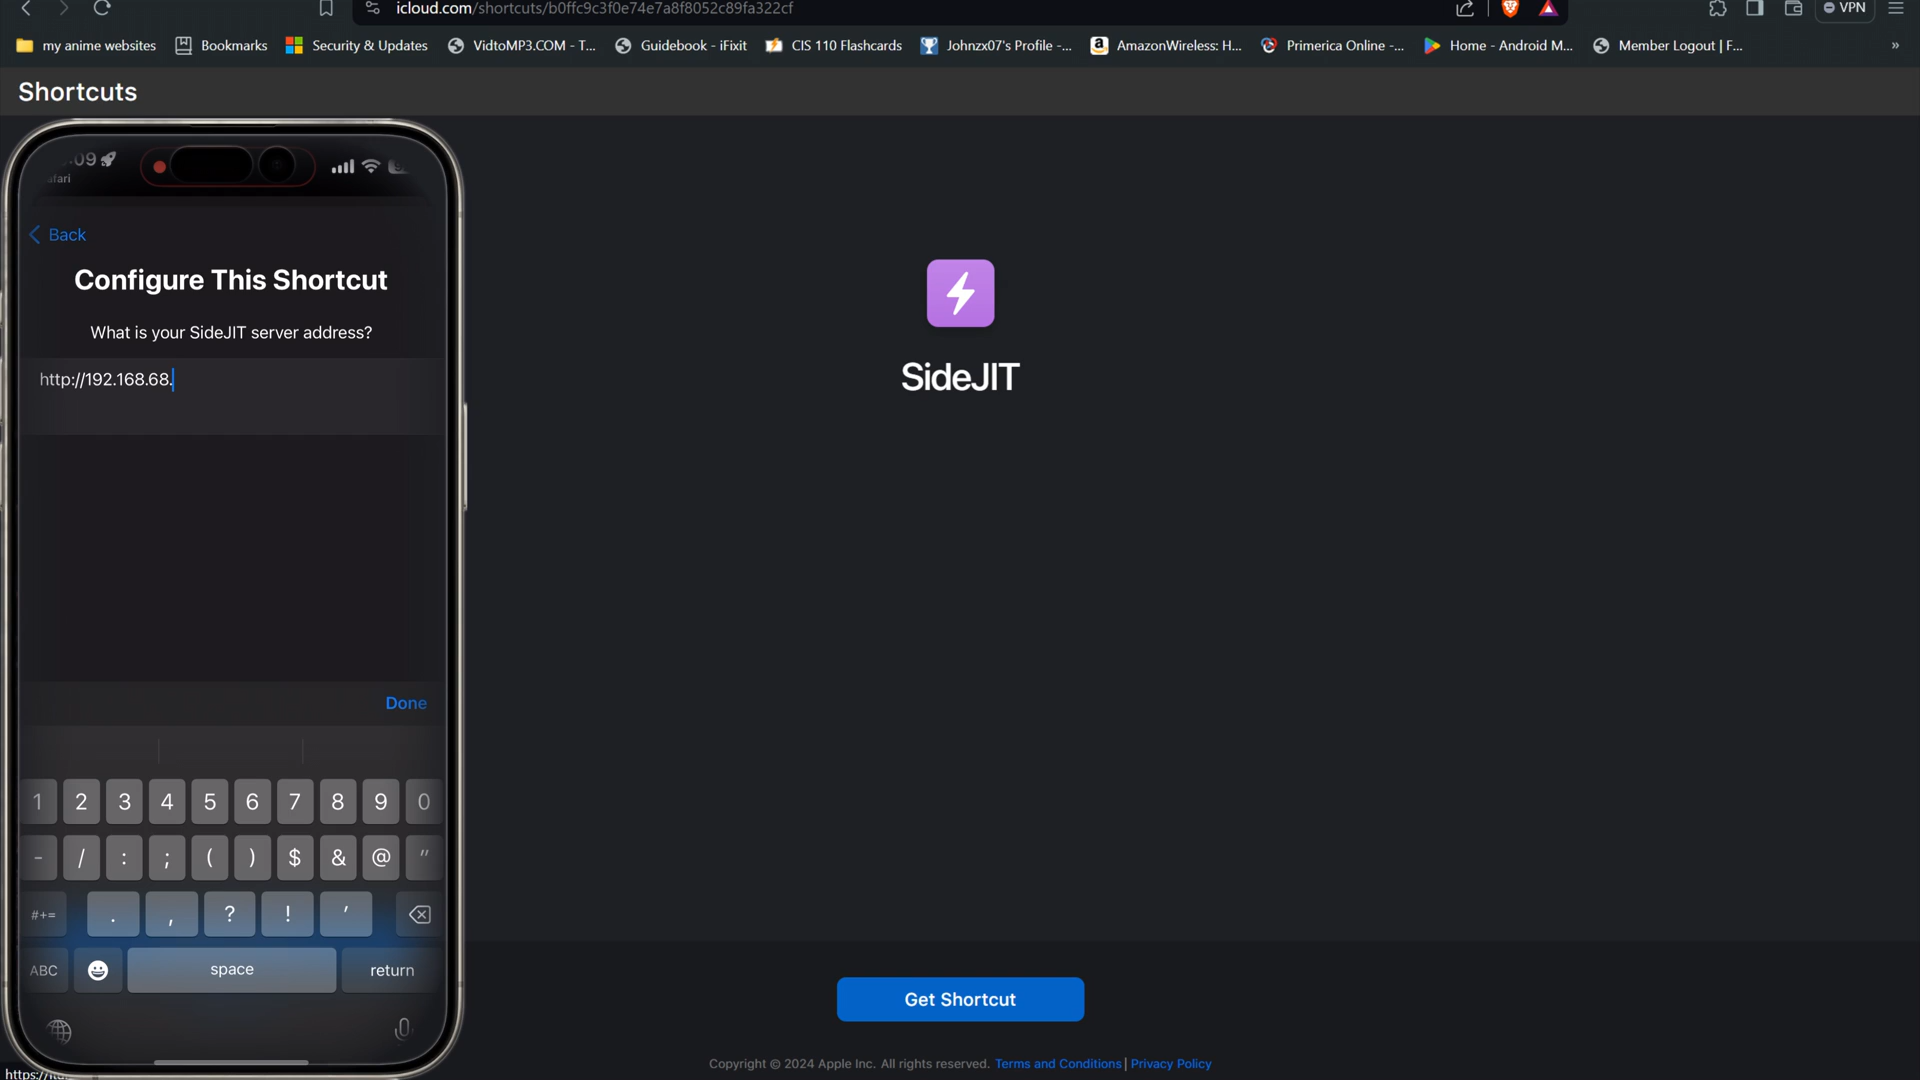 icloud.com/shortcuts/b0ffc9c3f0e74e7a8f8052c89fa322cf
VPN
my anime websites
Bookmarks
Security & Updates
VidtoMP3.COM - T...
Guidebook - iFixit
CIS 110 Flashcards
Johnzx07's Profile -...
AmazonWireless: H...
Primerica Online -...
Home - Android M...
Member Logout | F...
»
Shortcuts
:09
afari
Back
Configure This Shortcut
What is your SideJIT server address?
http://192.168.68.
Done
1 2 3 4 5 6 7 8 9 0
- / : ; ( ) $ & @ "
#+= . , ? ! '
ABC space return
SideJIT
Get Shortcut
Copyright © 2024 Apple Inc. All rights reserved. Terms and Conditions | Privacy Policy